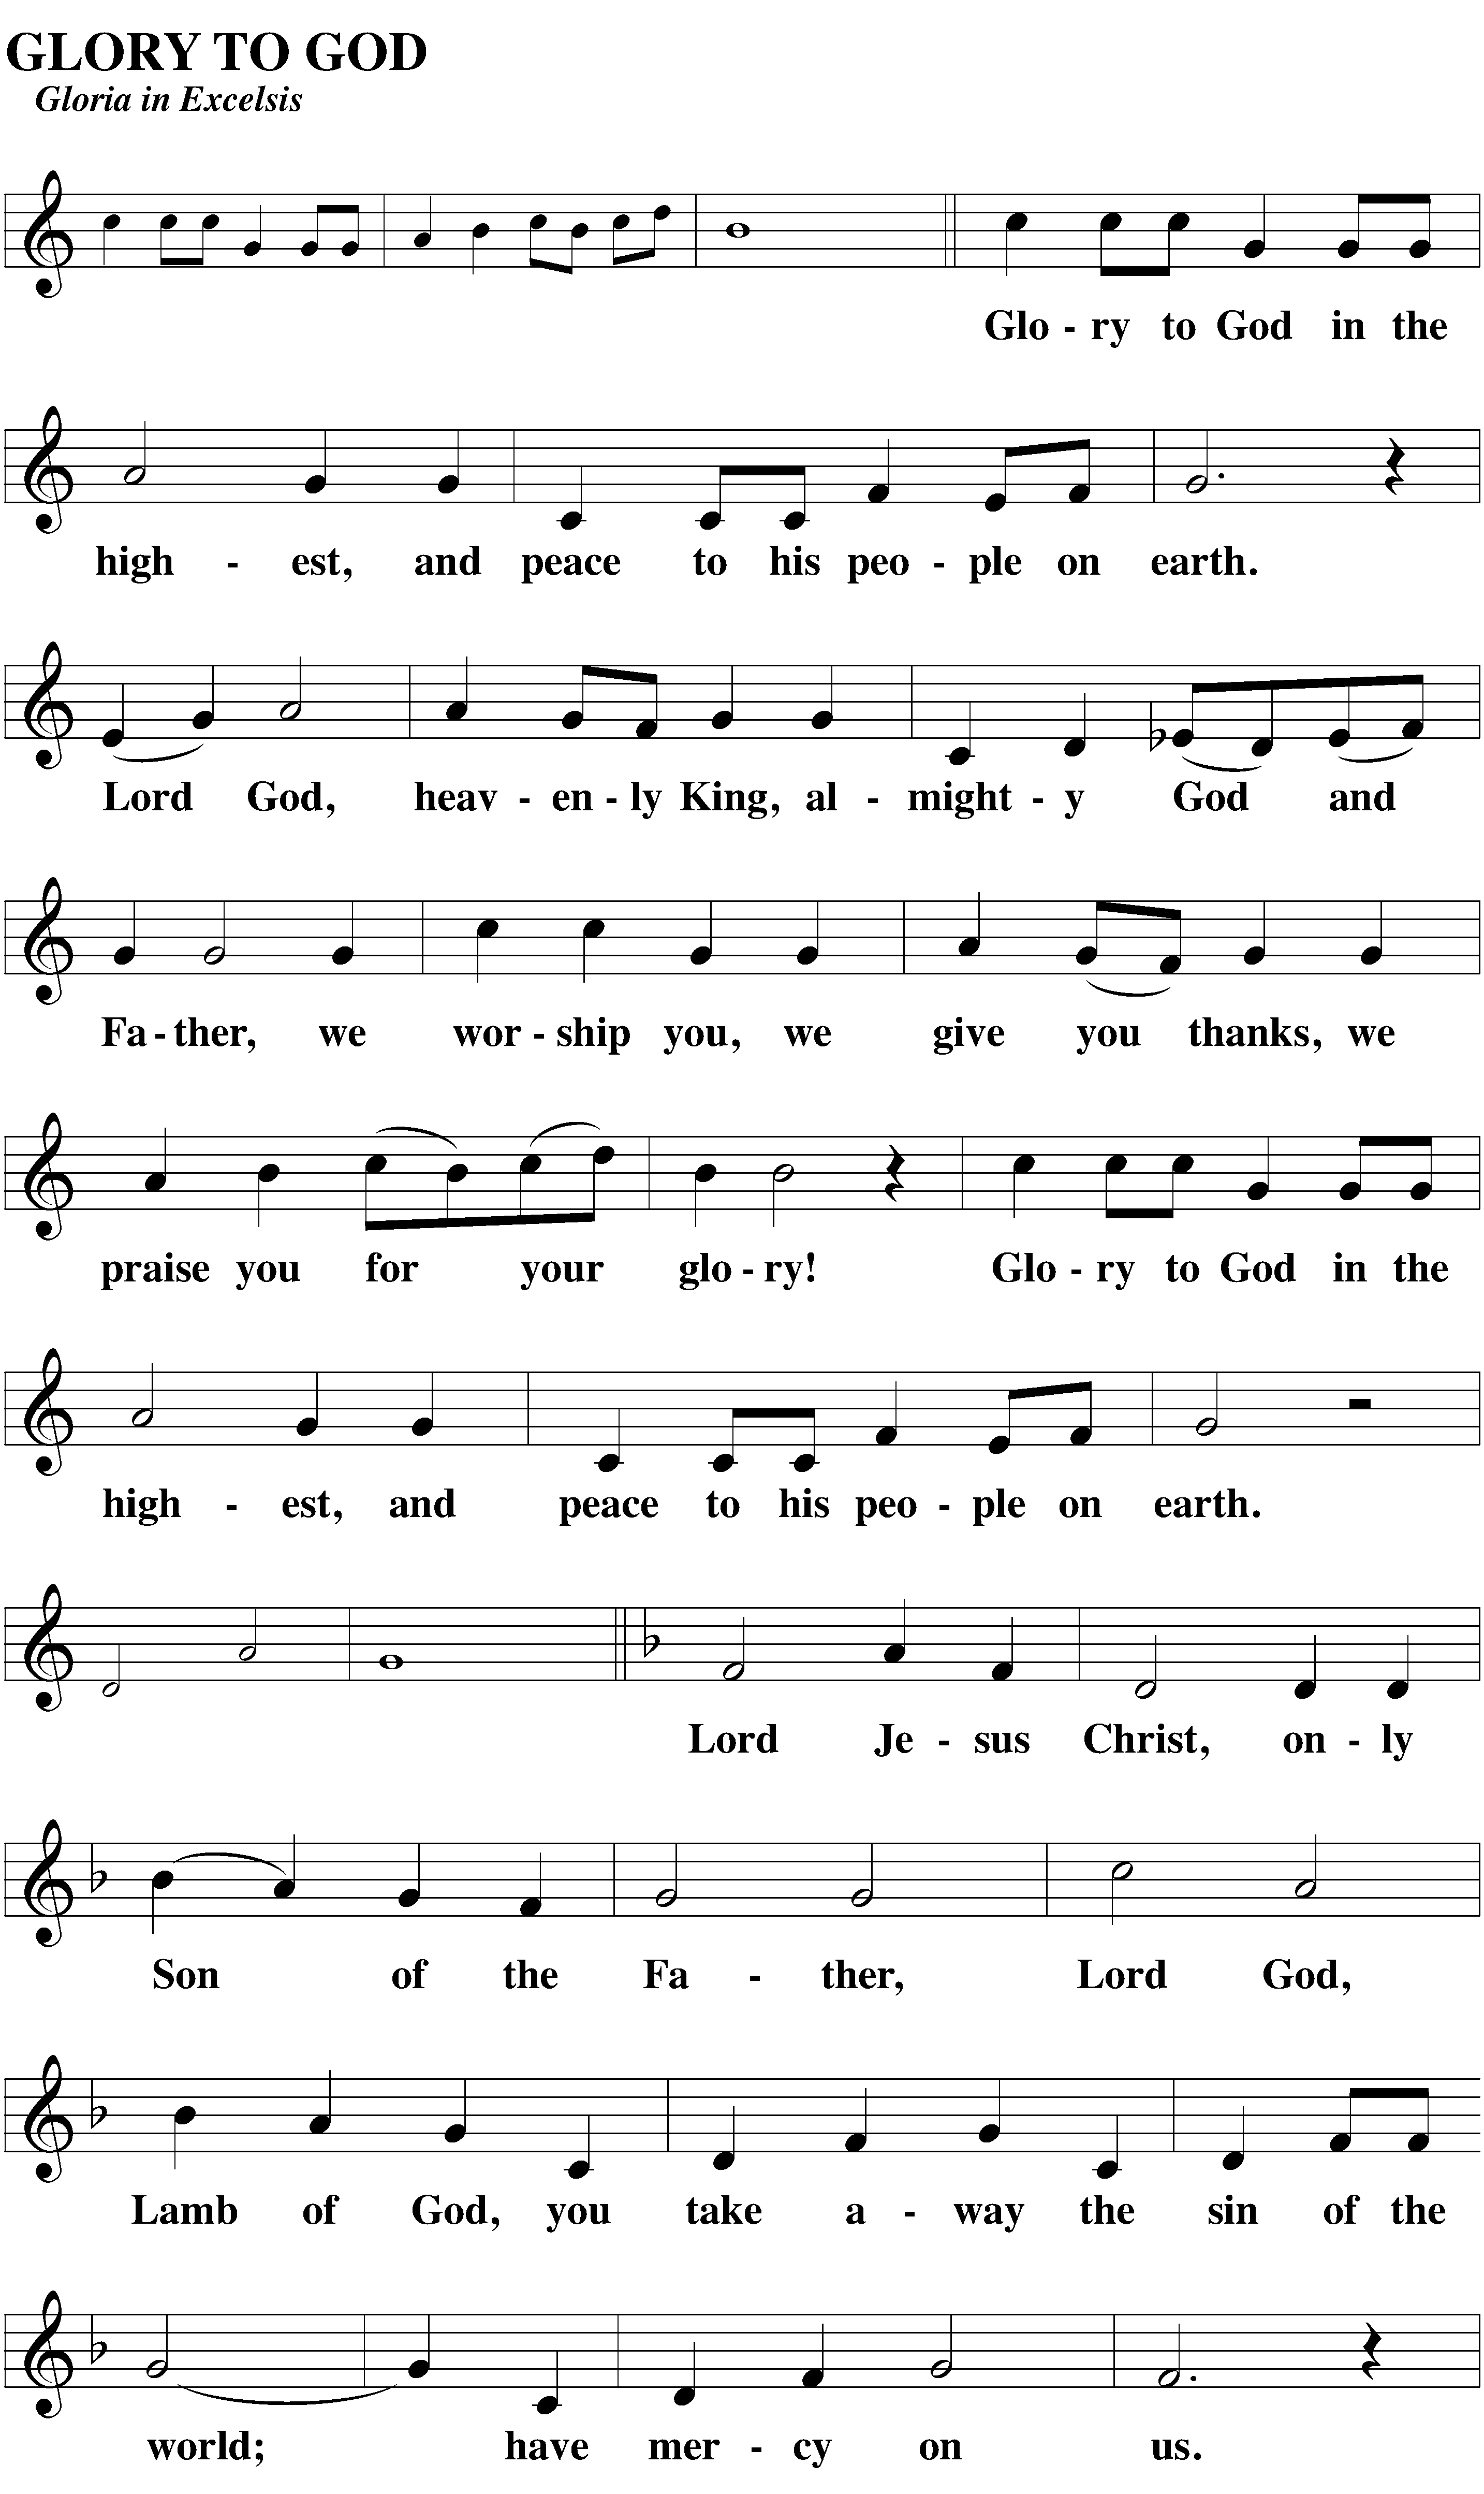 GLORY TO GOD
Gloria in Excelsis
Glo - ry to God in the
high - est, and peace to his peo - ple on earth.
Lord God, heav - en - ly King, al - might - y God and
Fa - ther, we wor - ship you, we give you thanks, we
praise you for your glo - ry! Glo - ry to God in the
high - est, and peace to his peo - ple on earth.
Lord Je - sus Christ, on - ly
Son of the Fa - ther, Lord God,
Lamb of God, you take a - way the sin of the
world; have mer - cy on us.